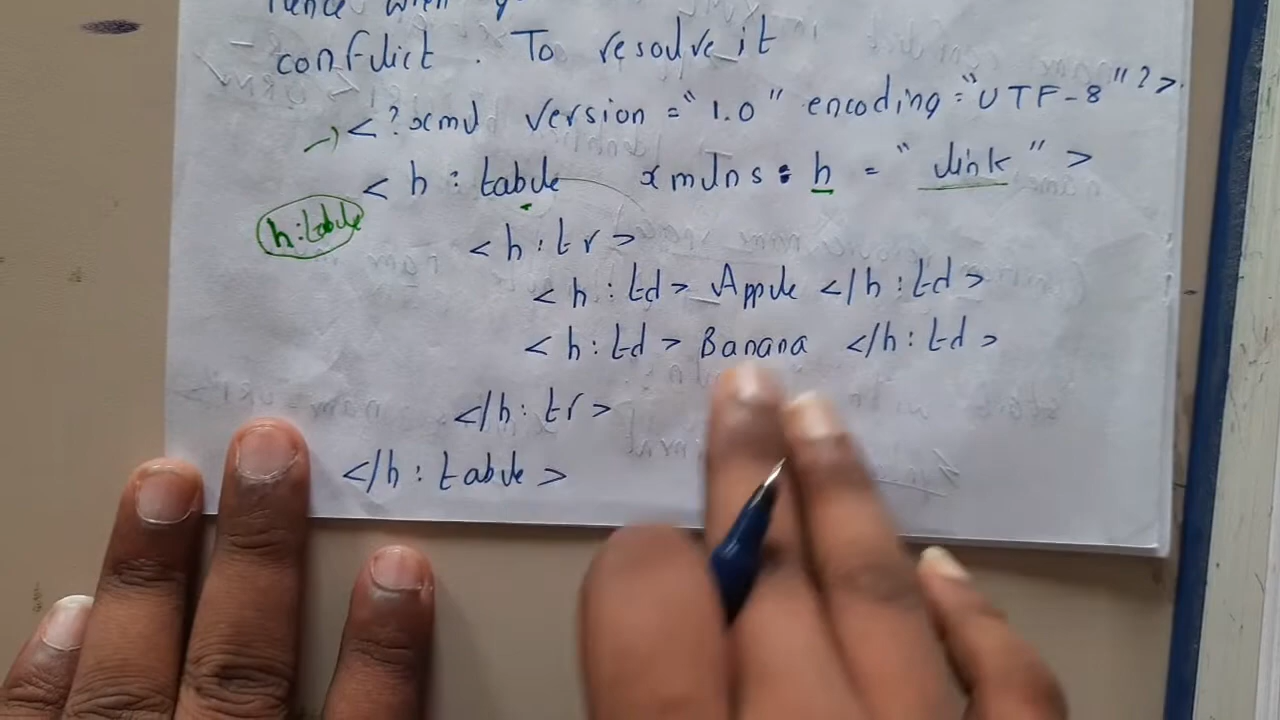 conflict. To resolve it
<?xml version="1.0" encoding="UTF-8"?>
<h:table xmlns:h = "link">
h:table
<h:tr>
<h:td> Apple </h:td>
<h:td> Banana </h:td>
</h:tr>
</h:table>